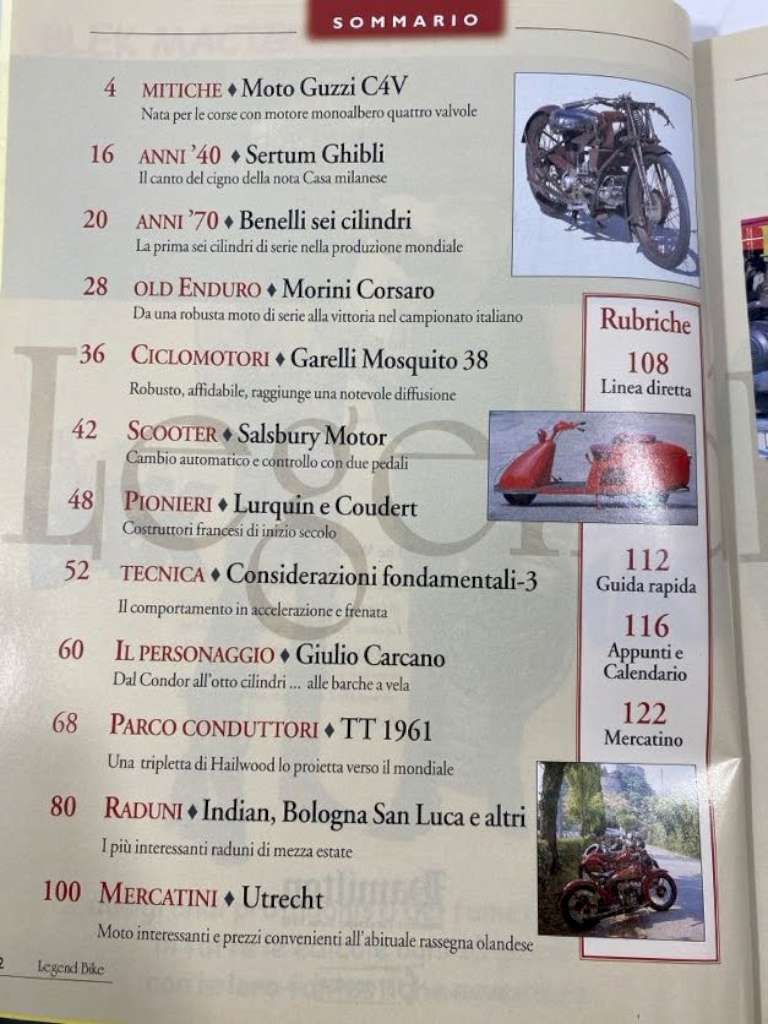 SOMMARIO
4 MITICHE ♦ Moto Guzzi C4V
Nata per le corse con motore monoalbero quattro valvole
16 ANNI '40 ♦ Sertum Ghibli
Il canto del cigno della nota Casa milanese
20 ANNI '70 ♦ Benelli sei cilindri
La prima sei cilindri di serie nella produzione mondiale
28 OLD ENDURO ♦ Morini Corsaro
Da una robusta moto di serie alla vittoria nel campionato italiano
36 CICLOMOTORI ♦ Garelli Mosquito 38
Robusto, affidabile, raggiunge una notevole diffusione
42 SCOOTER ♦ Salsbury Motor
Cambio automatico e controllo con due pedali
48 PIONIERI ♦ Lurquin e Coudert
Costruttori francesi di inizio secolo
52 TECNICA ♦ Considerazioni fondamentali-3
Il comportamento in accelerazione e frenata
60 IL PERSONAGGIO ♦ Giulio Carcano
Dal Condor all'otto cilindri ... alle barche a vela
68 PARCO CONDUTTORI ♦ TT 1961
Una tripletta di Hailwood lo proietta verso il mondiale
80 RADUNI ♦ Indian, Bologna San Luca e altri
I più interessanti raduni di mezza estate
100 MERCATINI ♦ Utrecht
Moto interessanti e prezzi convenienti all'abituale rassegna olandese
Rubriche
108
Linea diretta
112
Guida rapida
116
Appunti e
Calendario
122
Mercatino
Legend
2 Legend Bike